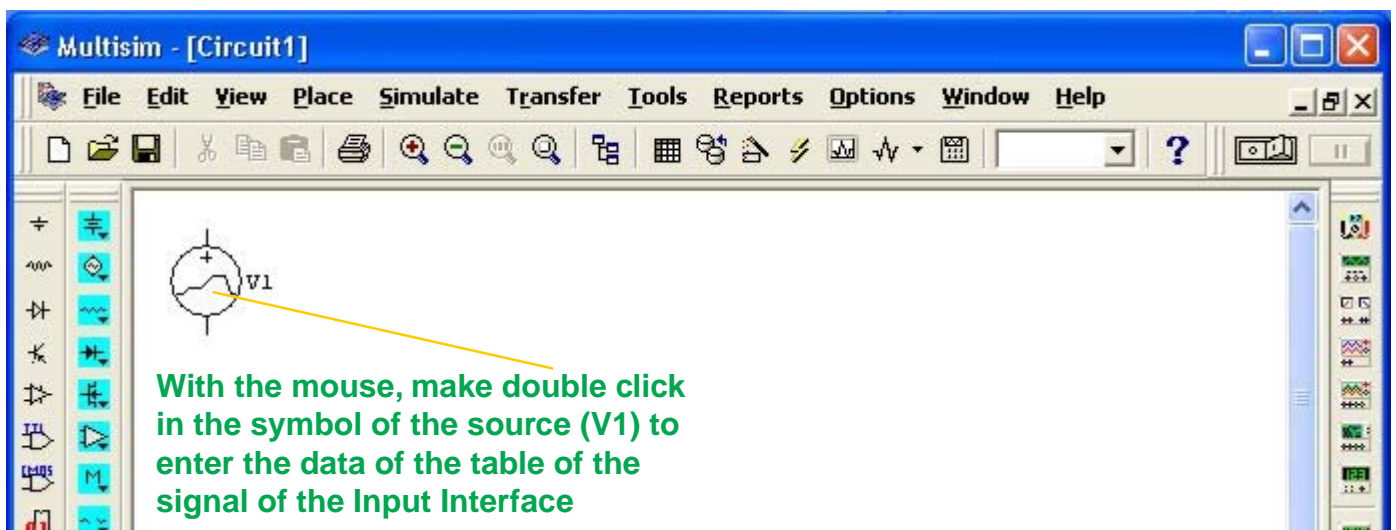 Multisim - [Circuit1]
File Edit View Place Simulate Transfer Tools Reports Options Window Help
V1
With the mouse, make double click
in the symbol of the source (V1) to
enter the data of the table of the
signal of the Input Interface
TTL
CMOS
M